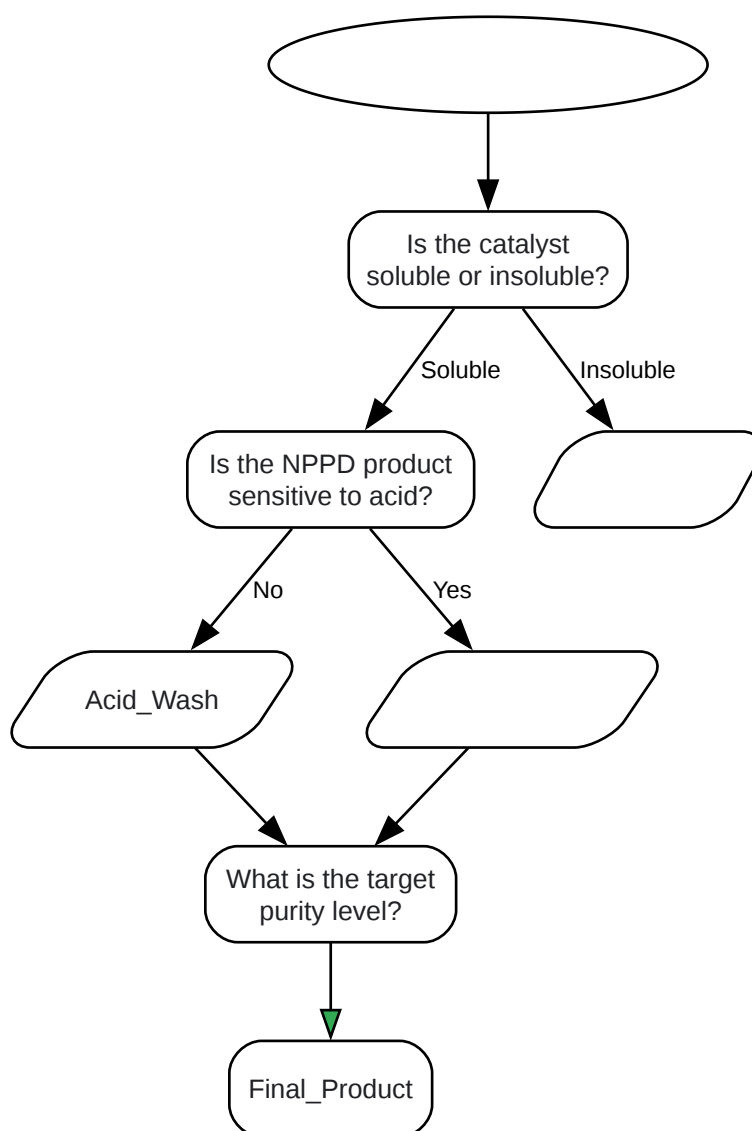 Is the catalyst
soluble or insoluble?
Soluble
Insoluble
Is the NPPD product
sensitive to acid?
No
Yes
Acid_Wash
What is the target
purity level?
Final_Product